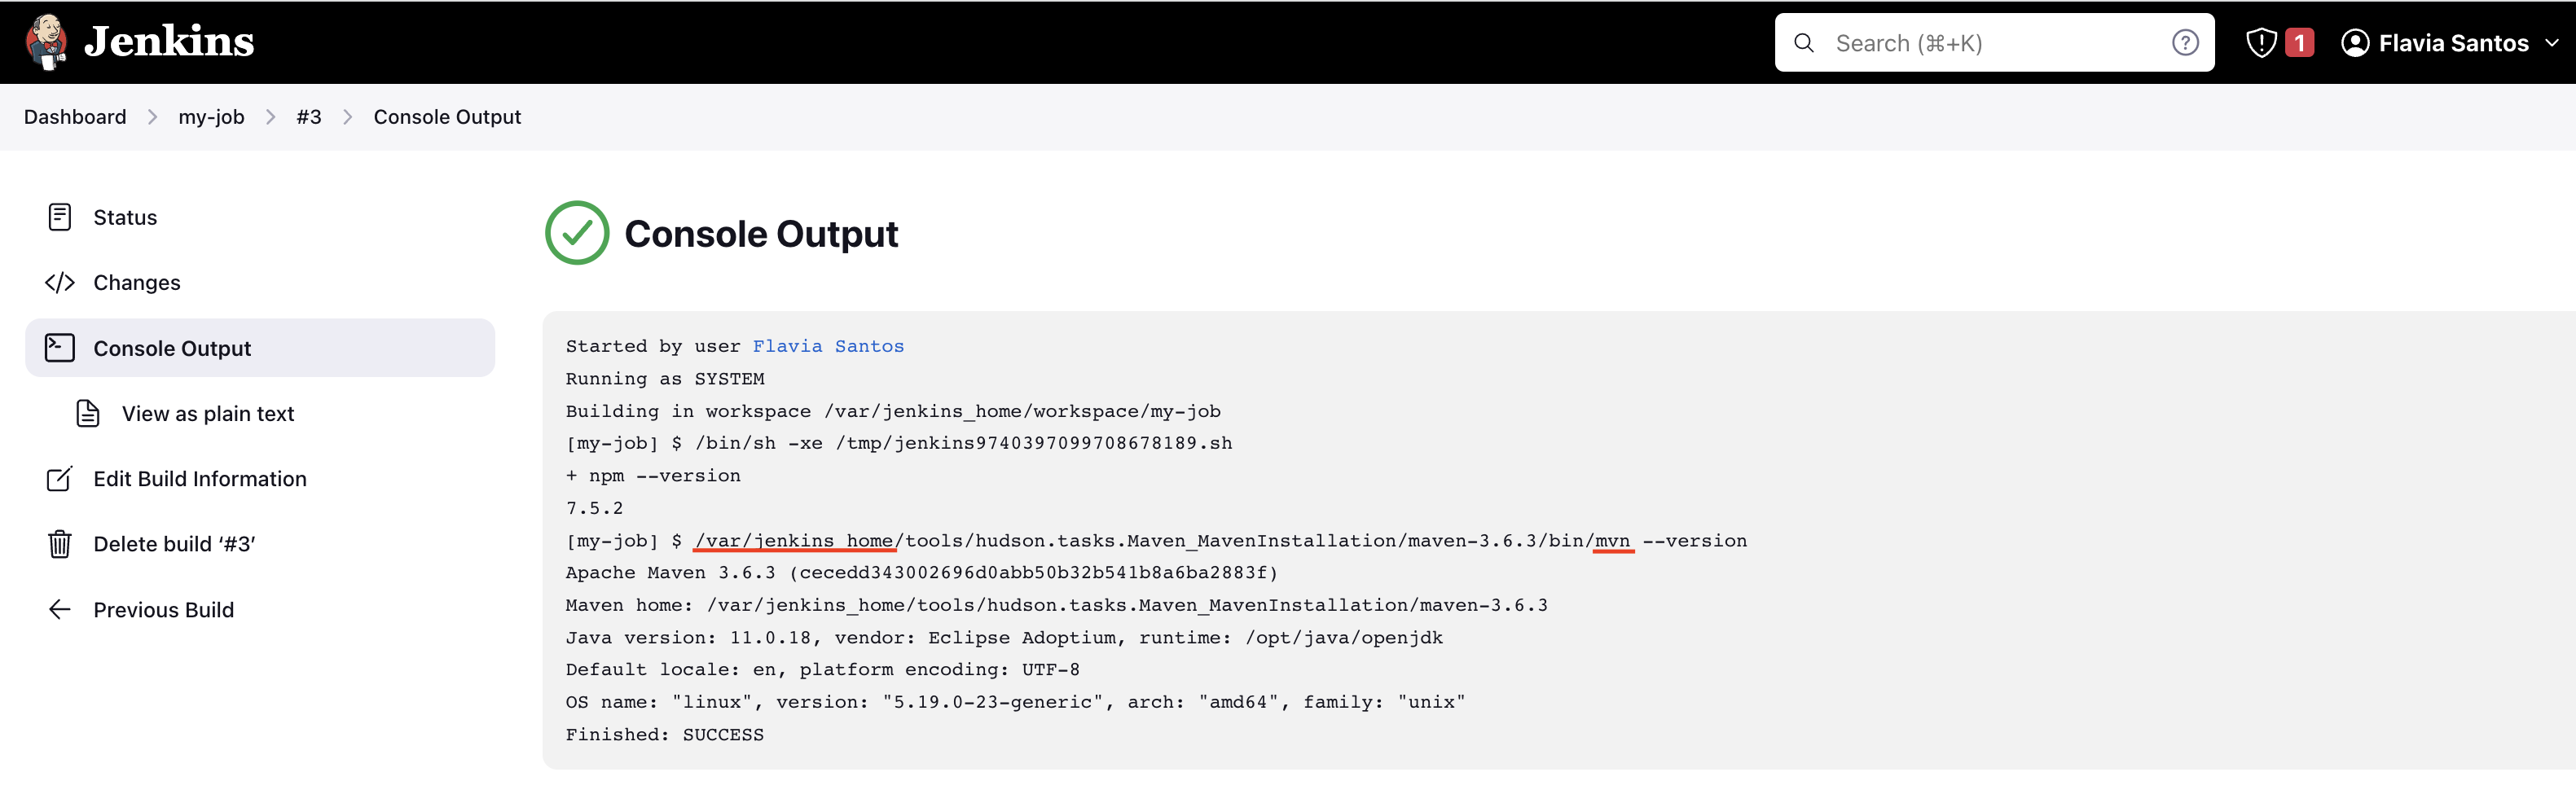 Jenkins
Search (⌘+K)
1
Flavia Santos
Dashboard > my-job > #3 > Console Output
Status
Changes
Console Output
View as plain text
Edit Build Information
Delete build ‘#3’
Previous Build
Console Output
Started by user Flavia Santos
Running as SYSTEM
Building in workspace /var/jenkins_home/workspace/my-job
[my-job] $ /bin/sh -xe /tmp/jenkins9740397099708678189.sh
+ npm --version
7.5.2
[my-job] $ /var/jenkins_home/tools/hudson.tasks.Maven_MavenInstallation/maven-3.6.3/bin/mvn --version
Apache Maven 3.6.3 (cecedd343002696d0abb50b32b541b8a6ba2883f)
Maven home: /var/jenkins_home/tools/hudson.tasks.Maven_MavenInstallation/maven-3.6.3
Java version: 11.0.18, vendor: Eclipse Adoptium, runtime: /opt/java/openjdk
Default locale: en, platform encoding: UTF-8
OS name: "linux", version: "5.19.0-23-generic", arch: "amd64", family: "unix"
Finished: SUCCESS